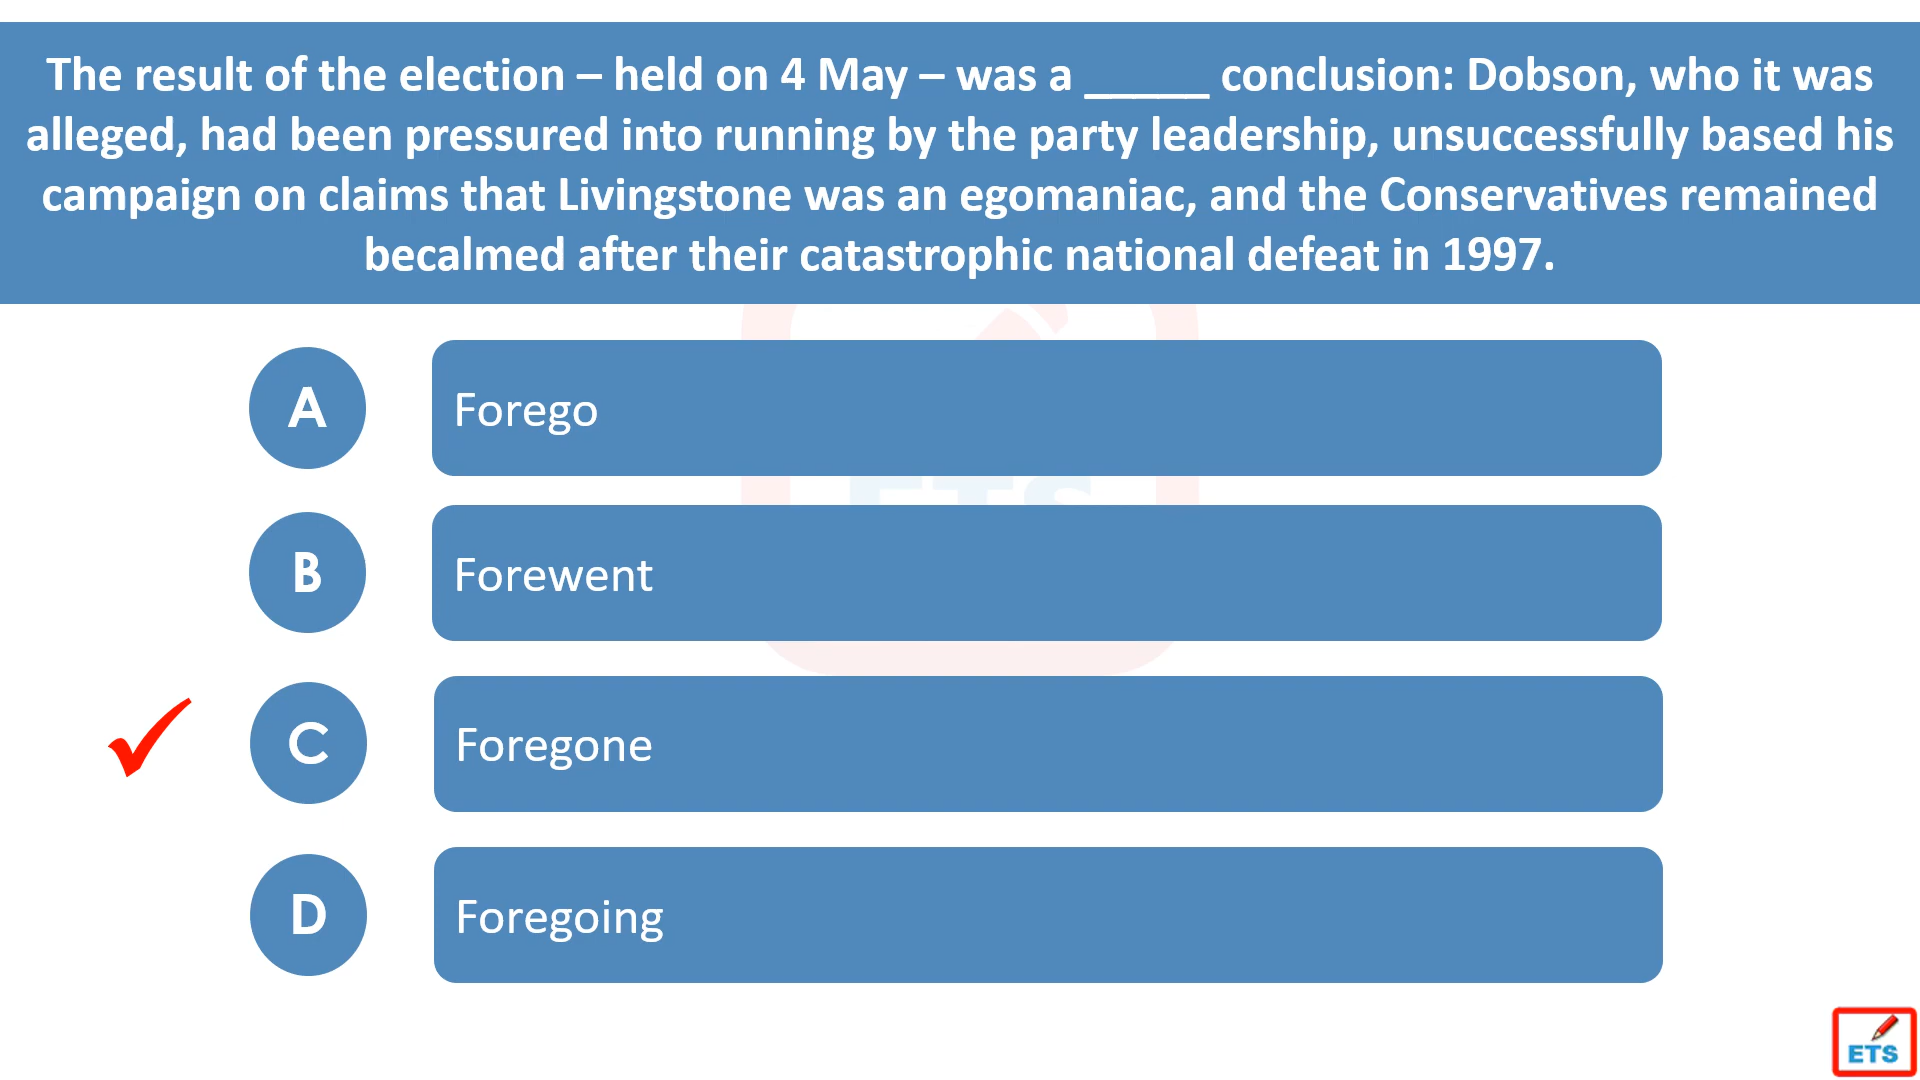 The result of the election – held on 4 May – was a _____ conclusion: Dobson, who it was
alleged, had been pressured into running by the party leadership, unsuccessfully based his
campaign on claims that Livingstone was an egomaniac, and the Conservatives remained
becalmed after their catastrophic national defeat in 1997.
A
Forego
ETS
B
Forewent
C
Foregone
D
Foregoing
ETS